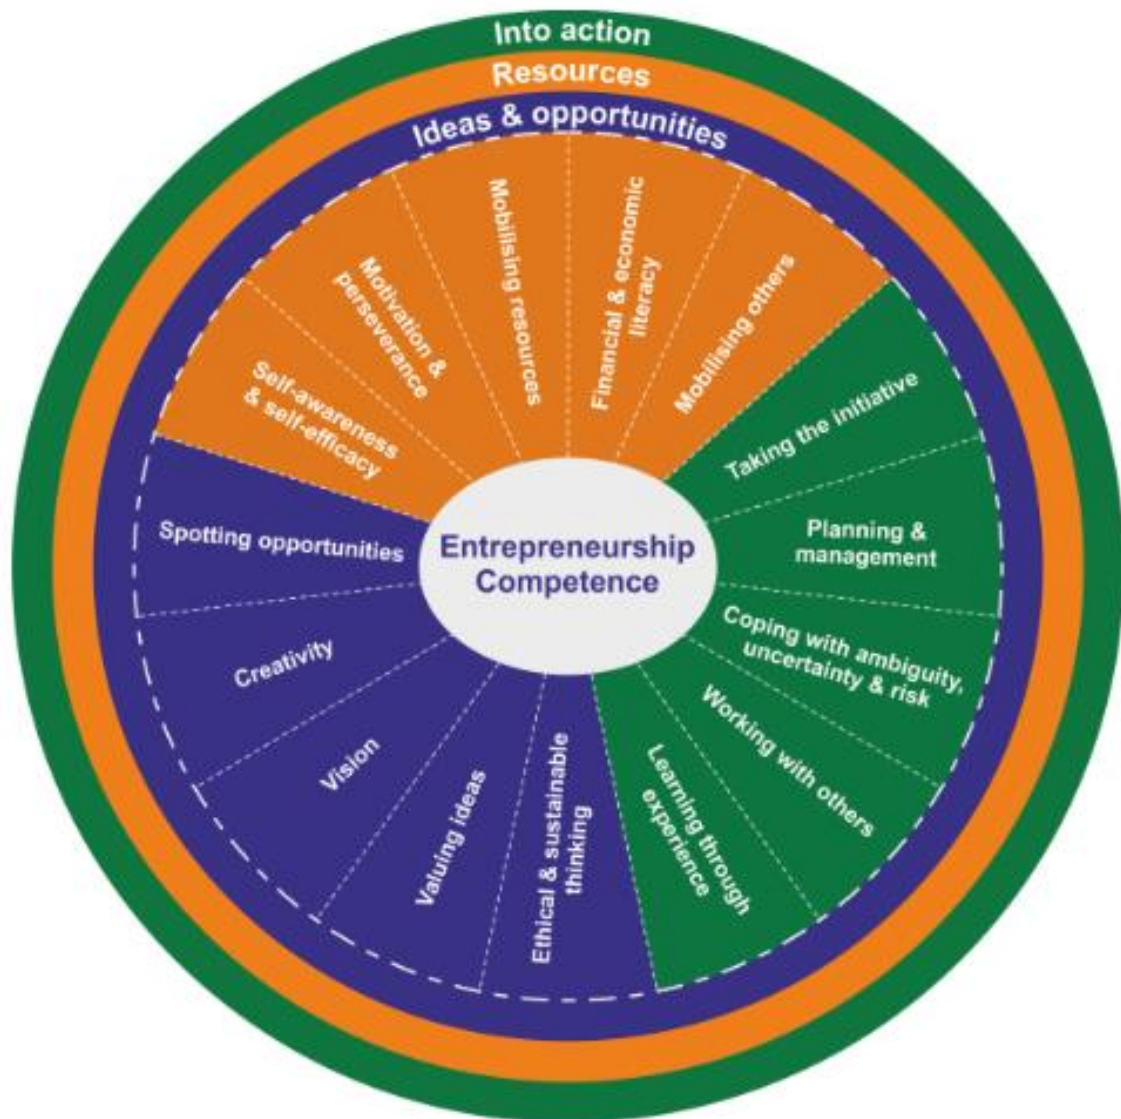 Into action
Resources
Ideas & opportunities
Mobilising resources
Financial & economic
literacy
Mobilising others
Taking the initiative
Planning &
management
Coping with ambiguity,
uncertainty & risk
Working with others
Learning through
experience
Ethical & sustainable
thinking
Valuing ideas
Vision
Creativity
Spotting opportunities
Self-awareness
& self-efficacy
Motivation &
perseverance
Entrepreneurship
Competence